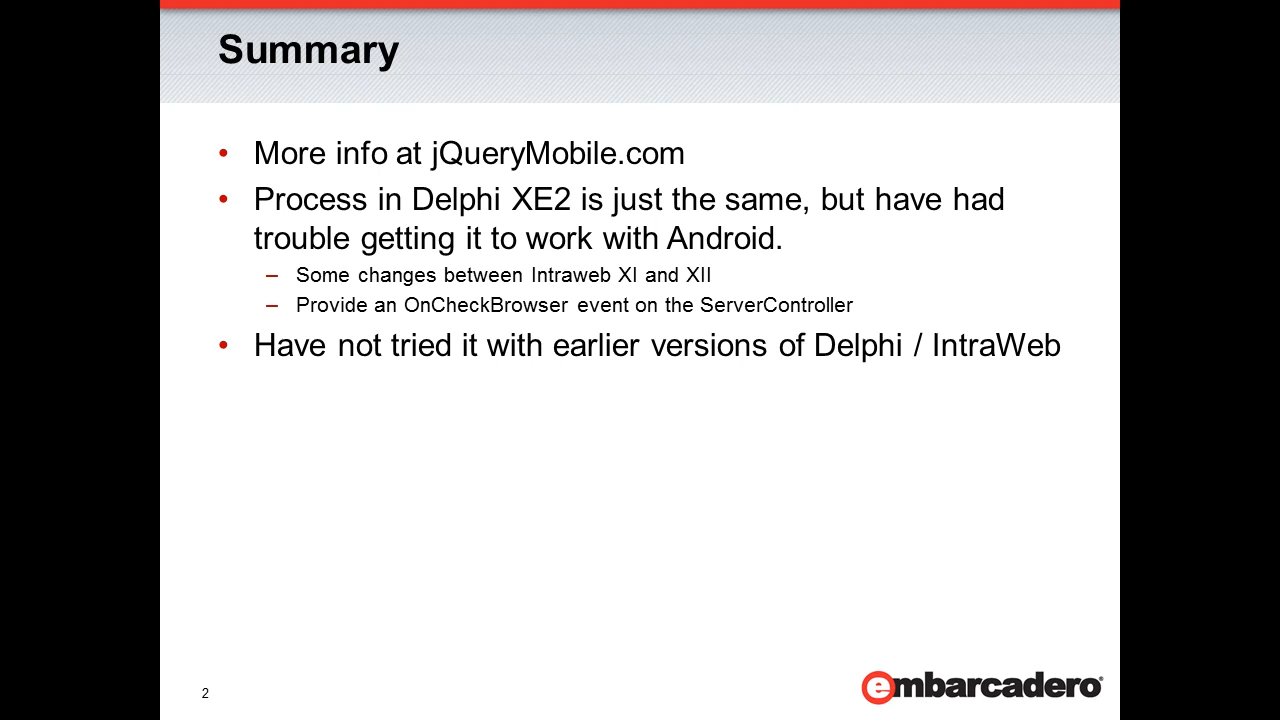 Summary
• More info at jQueryMobile.com
• Process in Delphi XE2 is just the same, but have had
trouble getting it to work with Android.
– Some changes between Intraweb XI and XII
– Provide an OnCheckBrowser event on the ServerController
• Have not tried it with earlier versions of Delphi / IntraWeb
2
embarcadero®